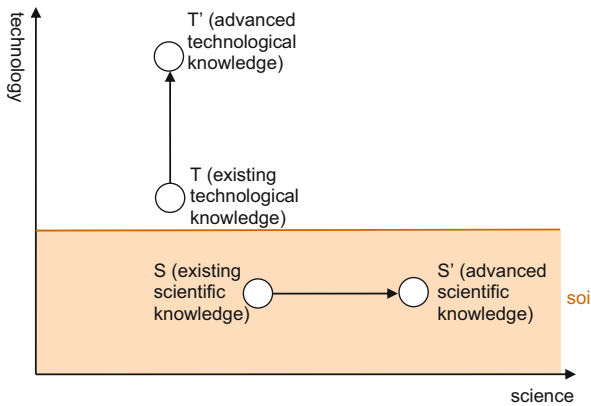 technology
T’ (advanced
technological
knowledge)
T (existing
technological
knowledge)
S (existing
scientific
knowledge)
S’ (advanced
scientific
knowledge)
soi
science